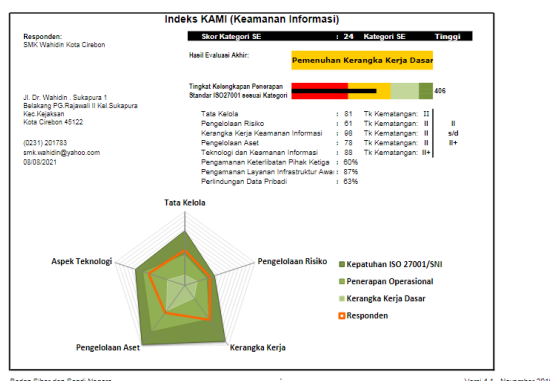 Indeks KAMI (Keamanan Informasi)
Responden:
SMK Wahidin Kota Cirebon
Skor Kategori SE : 24 Kategori SE Tinggi
Hasil Evaluasi Akhir:
Pemenuhan Kerangka Kerja Dasar
Tingkat Kelengkapan Penerapan
Standar ISO27001 sesuai Kategori
406
Jl. Dr. Wahidin . Sukapura 1
Belakang PG.Rajawali II Kel.Sukapura
Kec.Kejaksan
Kota Cirebon 45122
(0231) 201783
smk.wahidin@yahoo.com
08/08/2021
Tata Kelola : 81 Tk Kematangan: II
Pengelolaan Risiko : 61 Tk Kematangan: II II
Kerangka Kerja Keamanan Informasi : 98 Tk Kematangan: II s/d
Pengelolaan Aset : 78 Tk Kematangan: II II+
Teknologi dan Keamanan Informasi : 88 Tk Kematangan: II+
Pengamanan Keterlibatan Pihak Ketiga : 60%
Pengamanan Layanan Infrastruktur Awa : 87%
Perlindungan Data Pribadi : 63%
Tata Kelola
Aspek Teknologi
Pengelolaan Risiko
Pengelolaan Aset
Kerangka Kerja
Kepatuhan ISO 27001/SNI
Penerapan Operasional
Kerangka Kerja Dasar
Responden